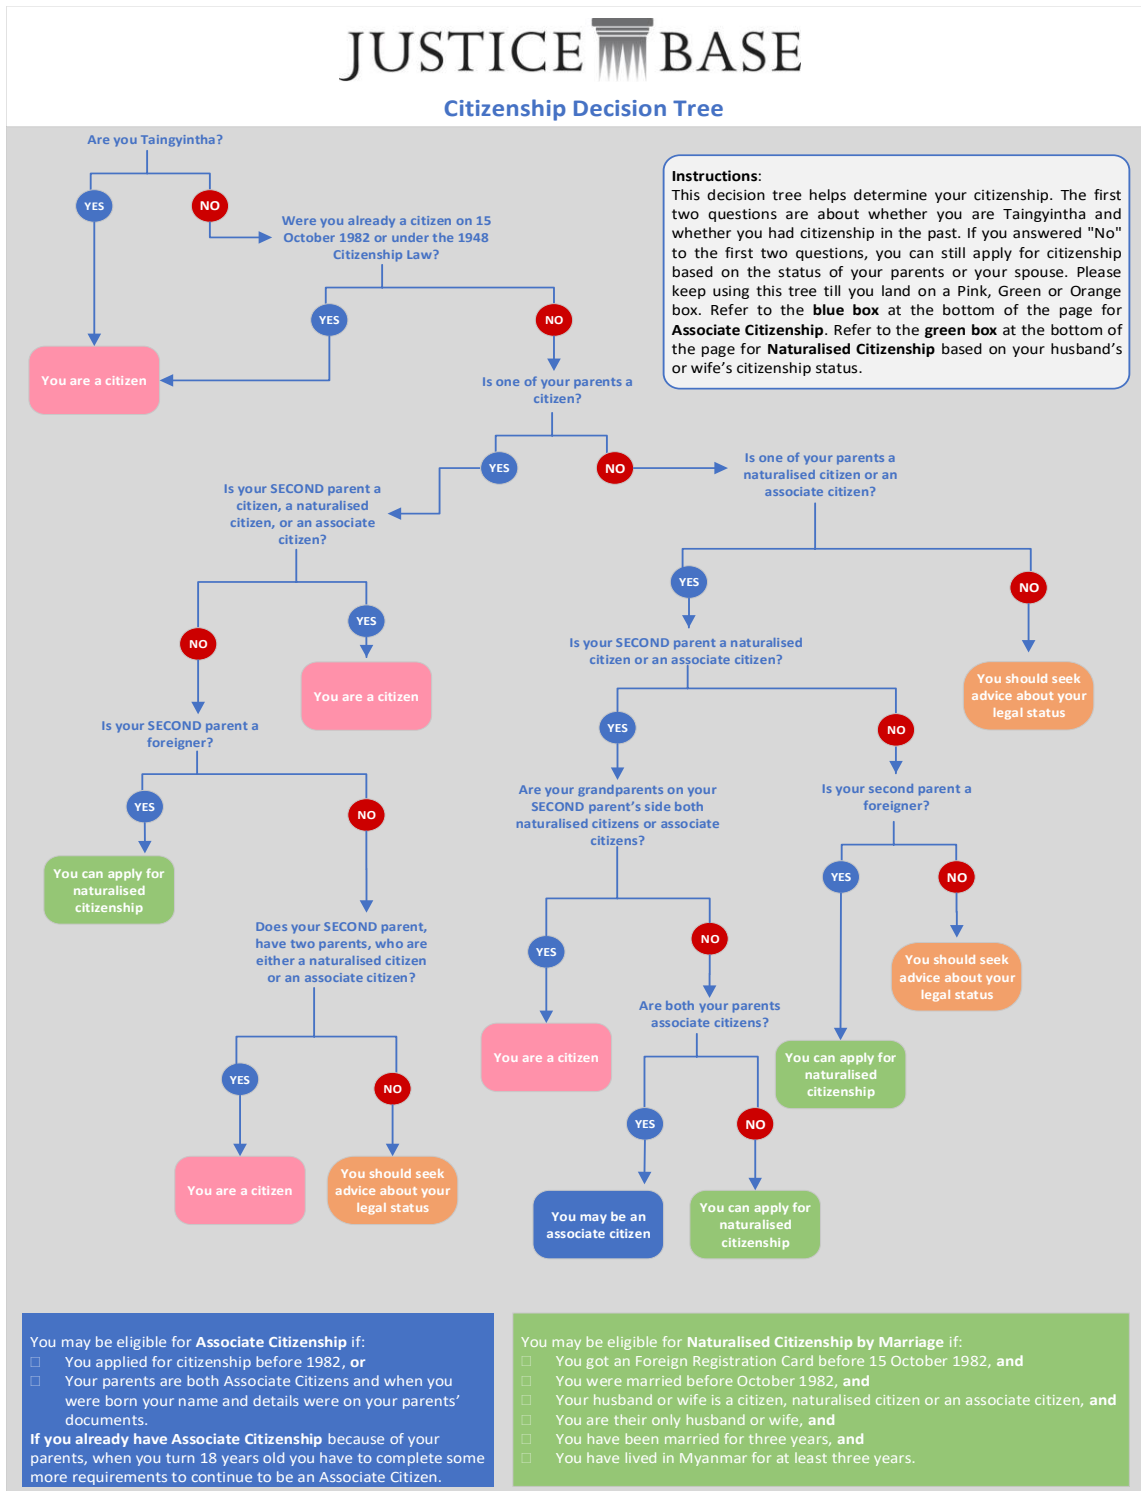 JUSTICE BASE
Citizenship Decision Tree
Are you Taingyintha?
YES
NO
Instructions:
This decision tree helps determine your citizenship. The first
two questions are about whether you are Taingyintha and
whether you had citizenship in the past. If you answered "No"
to the first two questions, you can still apply for citizenship
based on the status of your parents or your spouse. Please
keep using this tree till you land on a Pink, Green or Orange
box. Refer to the blue box at the bottom of the page for
Associate Citizenship. Refer to the green box at the bottom of
the page for Naturalised Citizenship based on your husband's
or wife's citizenship status.
Were you already a citizen on 15
October 1982 or under the 1948
Citizenship Law?
YES
NO
You are a citizen
Is one of your parents a
citizen?
YES
NO
Is one of your parents a
naturalised citizen or an
associate citizen?
Is your SECOND parent a
citizen, a naturalised
citizen, or an associate
citizen?
YES
NO
NO
YES
Is your SECOND parent a naturalised
citizen or an associate citizen?
You are a citizen
You should seek
advice about your
legal status
Is your SECOND parent a
foreigner?
YES
NO
YES
NO
Are your grandparents on your
SECOND parent's side both
naturalised citizens or associate
citizens?
Is your second parent a
foreigner?
You can apply for
naturalised
citizenship
YES
NO
Does your SECOND parent,
have two parents, who are
either a naturalised citizen
or an associate citizen?
YES
NO
You should seek
advice about your
legal status
Are both your parents
associate citizens?
You are a citizen
You can apply for
naturalised
citizenship
YES
NO
YES
NO
You are a citizen
You should seek
advice about your
legal status
You may be an
associate citizen
You can apply for
naturalised
citizenship
You may be eligible for Associate Citizenship if:
You applied for citizenship before 1982, or
Your parents are both Associate Citizens and when you
were born your name and details were on your parents'
documents.
If you already have Associate Citizenship because of your
parents, when you turn 18 years old you have to complete some
more requirements to continue to be an Associate Citizen.
You may be eligible for Naturalised Citizenship by Marriage if:
You got an Foreign Registration Card before 15 October 1982, and
You were married before October 1982, and
Your husband or wife is a citizen, naturalised citizen or an associate citizen, and
You are their only husband or wife, and
You have been married for three years, and
You have lived in Myanmar for at least three years.